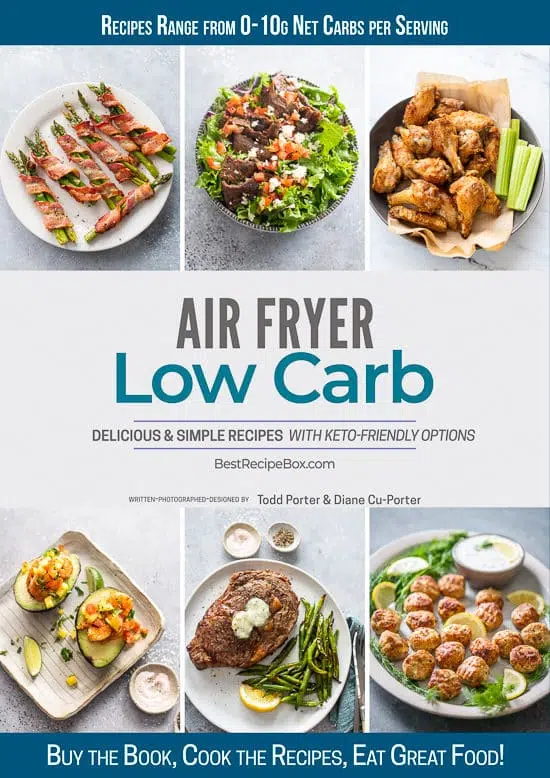 Recipes Range from 0-10g Net Carbs per Serving
AIR FRYER
Low Carb
DELICIOUS & SIMPLE RECIPES WITH KETO-FRIENDLY OPTIONS
BestRecipeBox.com
WRITTEN-PHOTOGRAPHED-DESIGNED BY Todd Porter & Diane Cu-Porter
Buy the Book, Cook the Recipes, Eat Great Food!